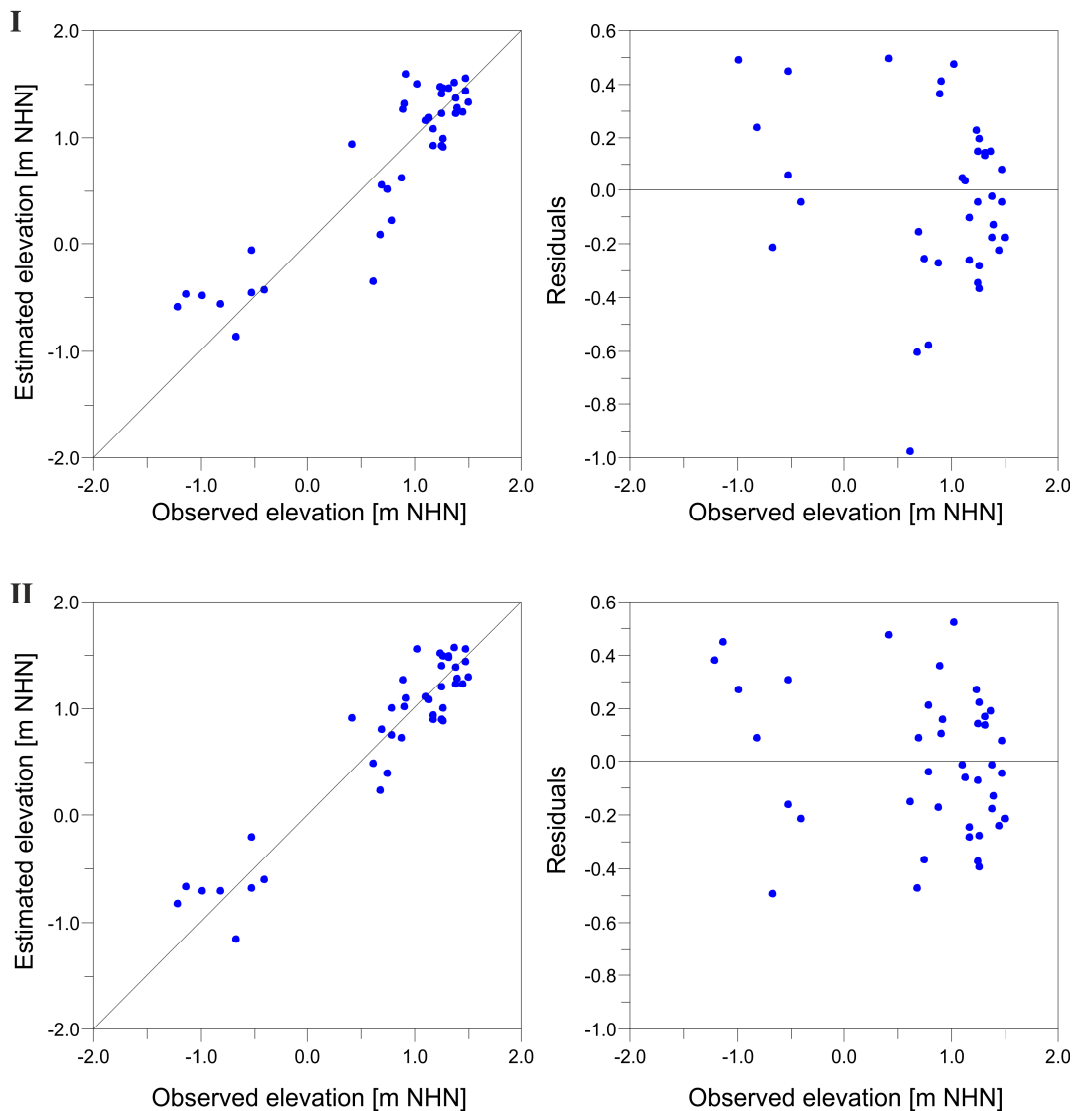 I
Estimated elevation [m NHN]
2.0
1.0
0.0
-1.0
-2.0
-2.0 -1.0 0.0 1.0 2.0
Observed elevation [m NHN]
Residuals
0.6
0.4
0.2
0.0
-0.2
-0.4
-0.6
-0.8
-1.0
-2.0 -1.0 0.0 1.0 2.0
Observed elevation [m NHN]
II
Estimated elevation [m NHN]
2.0
1.0
0.0
-1.0
-2.0
-2.0 -1.0 0.0 1.0 2.0
Observed elevation [m NHN]
Residuals
0.6
0.4
0.2
0.0
-0.2
-0.4
-0.6
-0.8
-1.0
-2.0 -1.0 0.0 1.0 2.0
Observed elevation [m NHN]